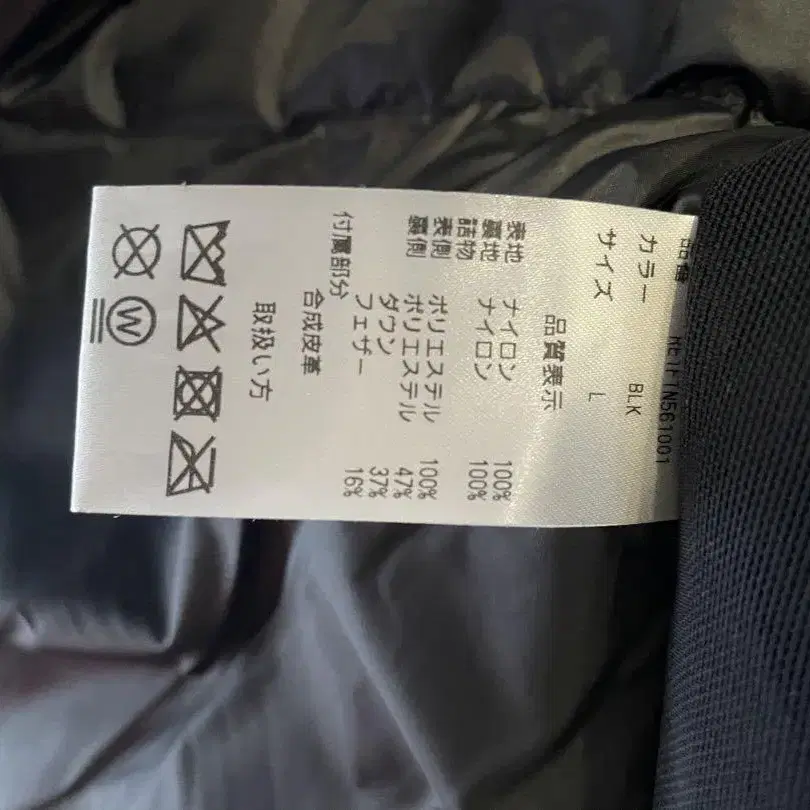 品番
カラー BLK
サイズ L
品質表示
表地 ナイロン 100%
裏地 ナイロン 100%
詰物
表側 ポリエステル 100%
裏側 ポリエステル 47%
ダウン 37%
フェザー 16%
付属部分
合成皮革
取扱い方
W